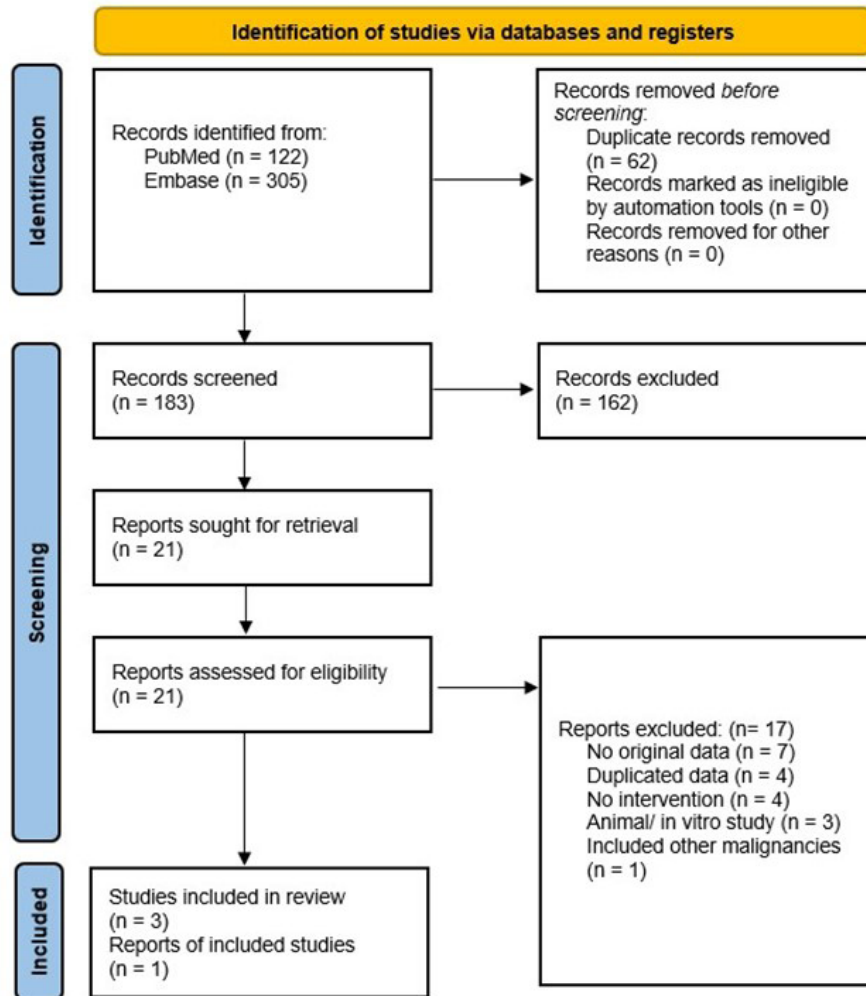 Identification of studies via databases and registers
Identification
Records identified from:
PubMed (n = 122)
Embase (n = 305)
Records removed before
screening:
Duplicate records removed
(n = 62)
Records marked as ineligible
by automation tools (n = 0)
Records removed for other
reasons (n = 0)
Screening
Records screened
(n = 183)
Records excluded
(n = 162)
Reports sought for retrieval
(n = 21)
Reports assessed for eligibility
(n = 21)
Reports excluded: (n= 17)
No original data (n = 7)
Duplicated data (n = 4)
No intervention (n = 4)
Animal/ in vitro study (n = 3)
Included other malignancies
(n = 1)
Included
Studies included in review
(n = 3)
Reports of included studies
(n = 1)